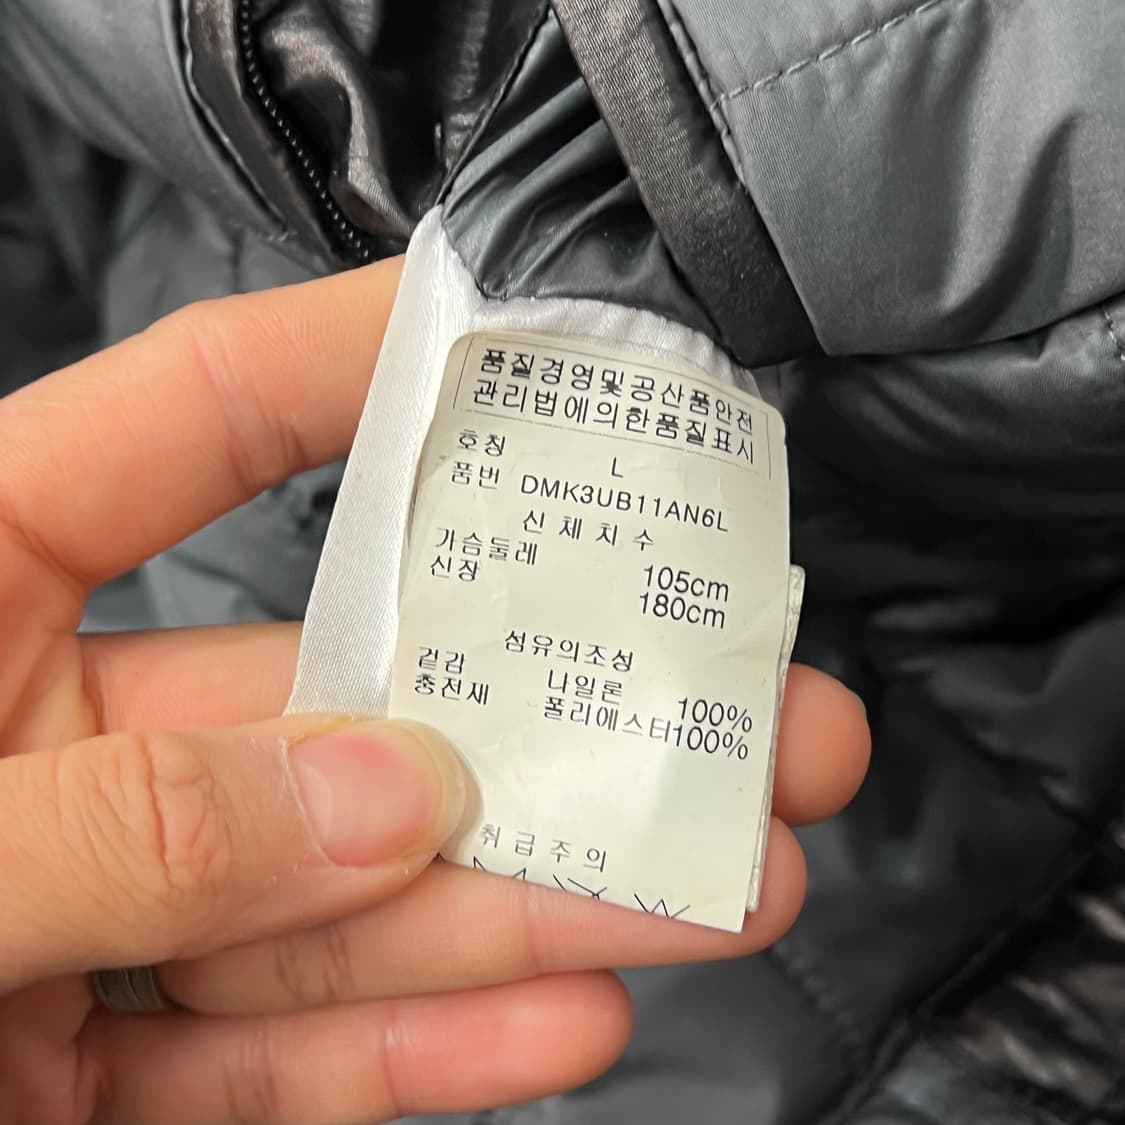 품질경영및공산품안전
관리법에의한품질표시
호칭 L
품번 DMK3UB11AN6L
신체치수
가슴둘레 105cm
신장 180cm
섬유의조성
겉감 나일론 100%
충전재 폴리에스터100%
취급주의